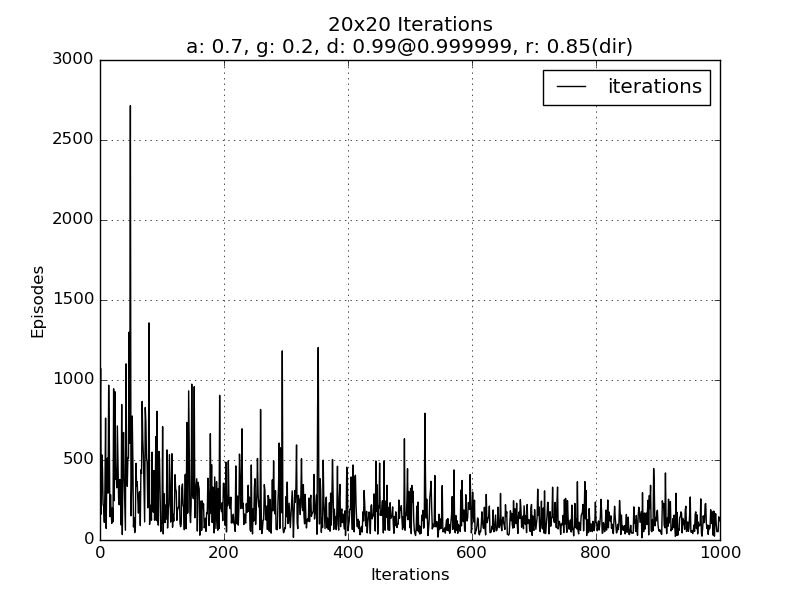 20x20 Iterations
a: 0.7, g: 0.2, d: 0.99@0.999999, r: 0.85(dir)
iterations
3000
2500
2000
1500
1000
500
0
Episodes
0 200 400 600 800 1000
Iterations